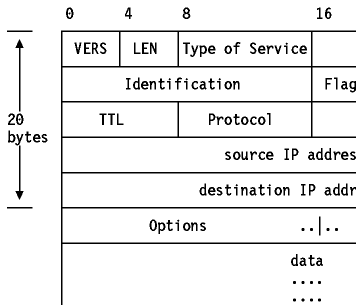 0 4 8 16
VERS LEN Type of Service
Identification Flag
TTL Protocol
20
bytes
source IP addres
destination IP addr
Options ..|..
data
....
....